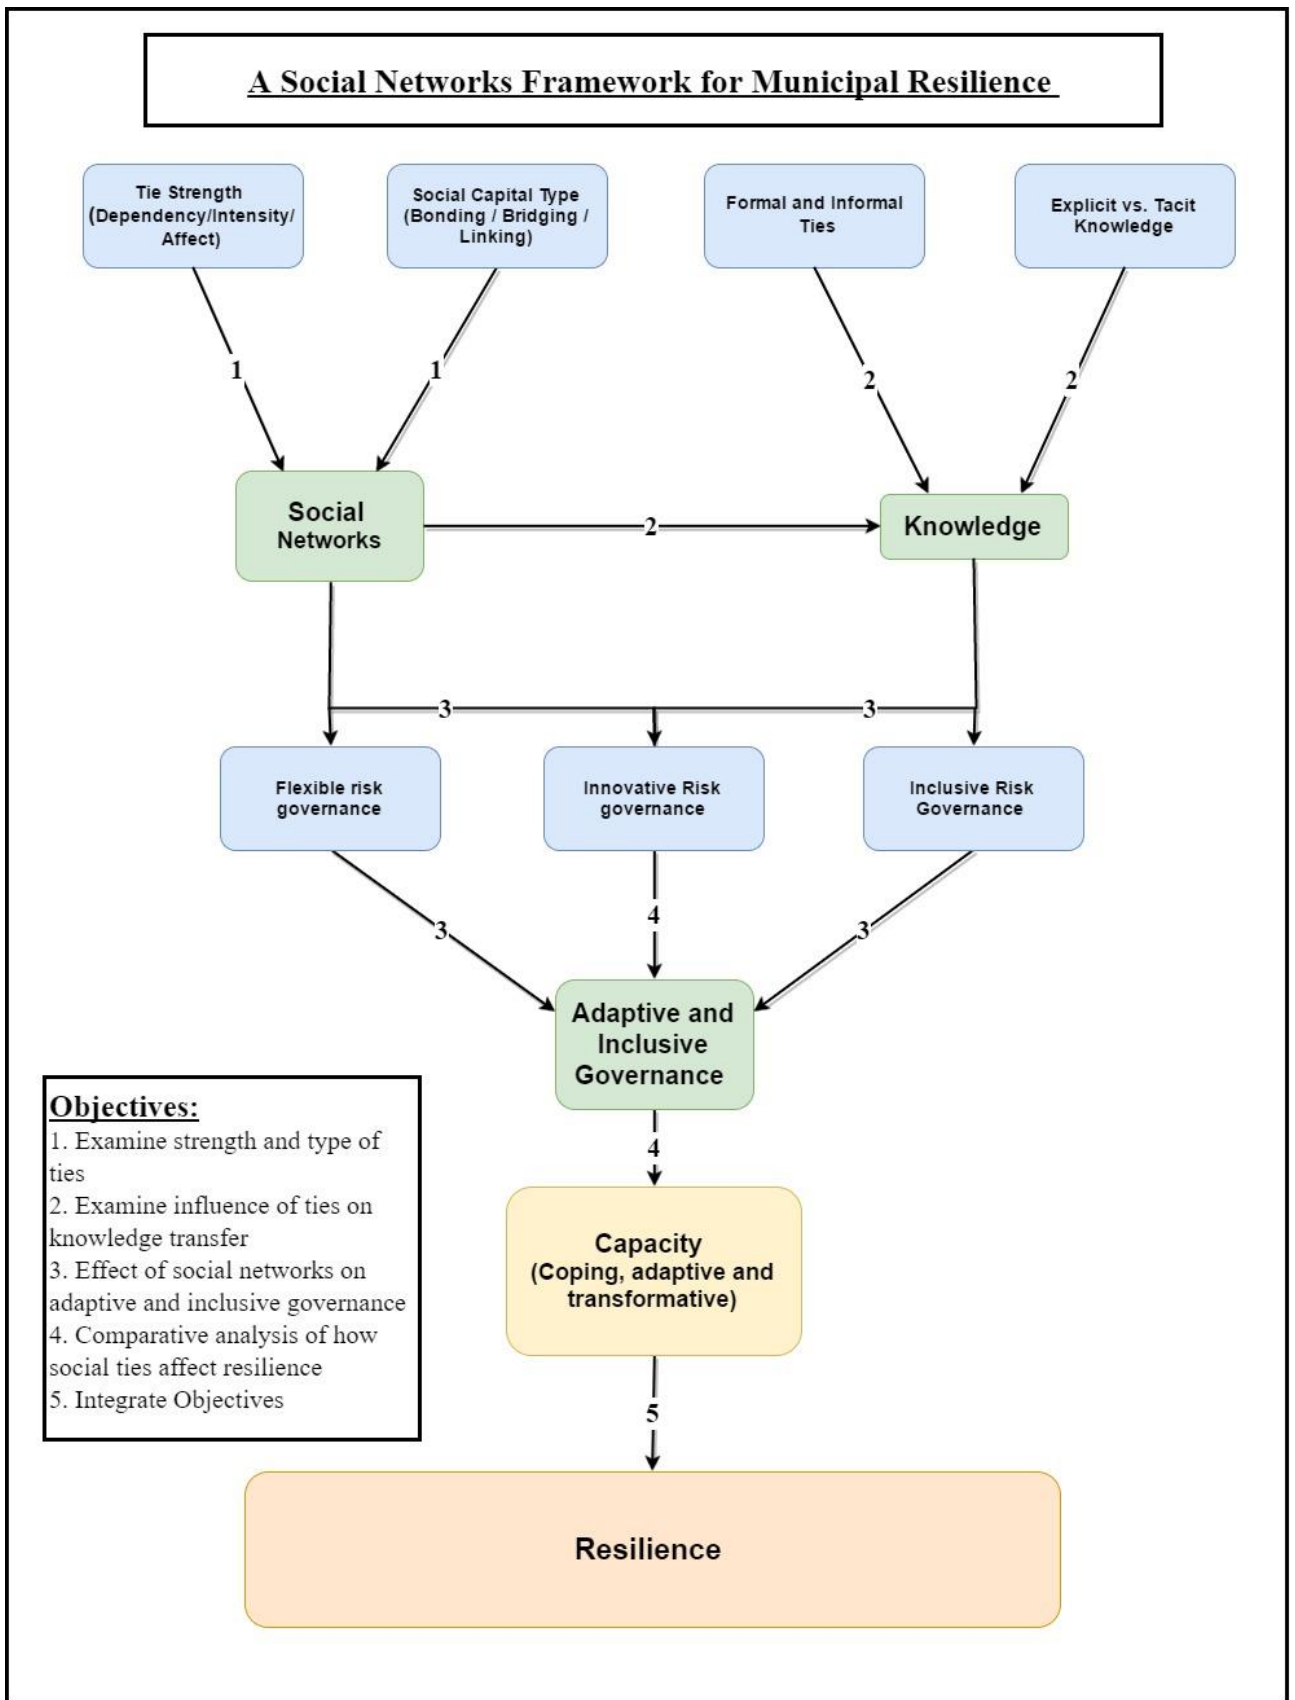 A Social Networks Framework for Municipal Resilience
Tie Strength
(Dependency/Intensity/
Affect)
Social Capital Type
(Bonding / Bridging /
Linking)
Formal and Informal
Ties
Explicit vs. Tacit
Knowledge
1
1
2
2
Social
Networks
2
Knowledge
3
3
Flexible risk
governance
Innovative Risk
governance
Inclusive Risk
Governance
3
4
3
Adaptive and
Inclusive
Governance
4
Objectives:
1. Examine strength and type of
ties
2. Examine influence of ties on
knowledge transfer
3. Effect of social networks on
adaptive and inclusive governance
4. Comparative analysis of how
social ties affect resilience
5. Integrate Objectives
Capacity
(Coping, adaptive and
transformative)
5
Resilience